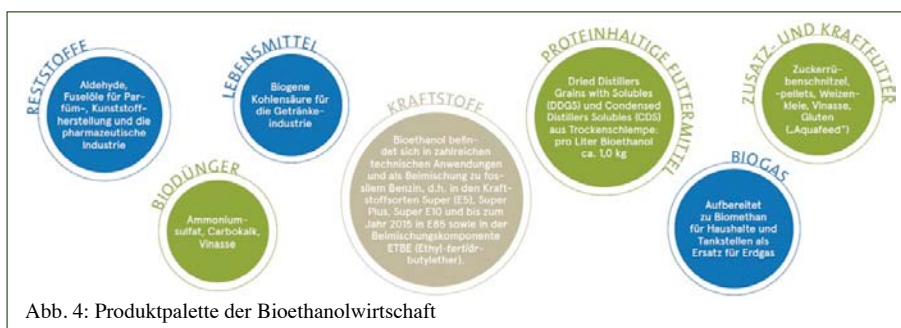 RESTSTOFFE
Aldehyde,
Fuselöle für Par-
füm-, Kunststoff-
herstellung und die
pharmazeutische
Industrie
BIODÜNGER
Ammonium-
sulfat, Carbokalk,
Vinasse
LEBENSMITTEL
Biogene
Kohlensäure für
die Getränke-
industrie
KRAFTSTOFF
Bioethanol befin-
det sich in zahlreichen
technischen Anwendungen
und als Beimischung zu fos-
silem Benzin, d.h. in den Kraft-
stoffsorten Super (E5), Super
Plus, Super E10 und bis zum
Jahr 2015 in E85 sowie in der
Beimischungskomponente
ETBE (Ethyl-tertiär-
butylether).
PROTEINHALTIGE FUTTERMITTEL
Dried Distillers
Grains with Solubles
(DDGS) und Condensed
Distillers Solubles (CDS)
aus Trockenschlempe:
pro Liter Bioethanol
ca. 1,0 kg
BIOGAS
Aufbereitet
zu Biomethan
für Haushalte und
Tankstellen als
Ersatz für Erdgas
ZUSATZ- UND KRAFTFUTTER
Zuckerrü-
benschnitzel,
-pellets, Weizen-
kleie, Vinasse,
Gluten
(„Aquafeed“)
Abb. 4: Produktpalette der Bioethanolwirtschaft